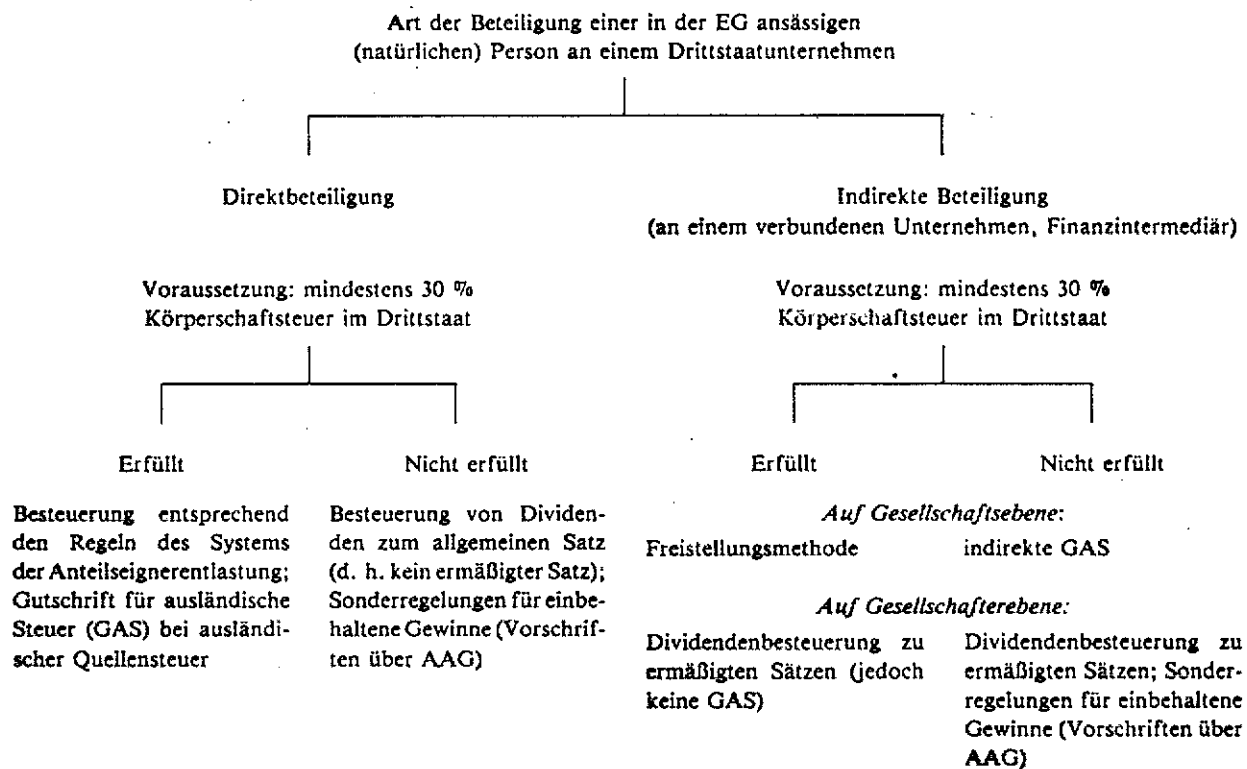 Art der Beteiligung einer in der EG ansässigen
(natürlichen) Person an einem Drittstaatunternehmen
Direktbeteiligung
Indirekte Beteiligung
(an einem verbundenen Unternehmen, Finanzintermediär)
Voraussetzung: mindestens 30 %
Körperschaftsteuer im Drittstaat
Voraussetzung: mindestens 30 %
Körperschaftsteuer im Drittstaat
Erfüllt
Besteuerung entsprechend
den Regeln des Systems
der Anteilseignerentlastung;
Gutschrift für ausländische
Steuer (GAS) bei ausländi-
scher Quellensteuer
Nicht erfüllt
Besteuerung von Dividen-
den zum allgemeinen Satz
(d. h. kein ermäßigter Satz);
Sonderregelungen für einbe-
haltene Gewinne (Vorschrif-
ten über AAG)
Erfüllt
Nicht erfüllt
Auf Gesellschaftsebene:
Freistellungsmethode
indirekte GAS
Auf Gesellschafterebene:
Dividendenbesteuerung zu
ermäßigten Sätzen (jedoch
keine GAS)
Dividendenbesteuerung zu
ermäßigten Sätzen; Sonder-
regelungen für einbehaltene
Gewinne (Vorschriften über
AAG)